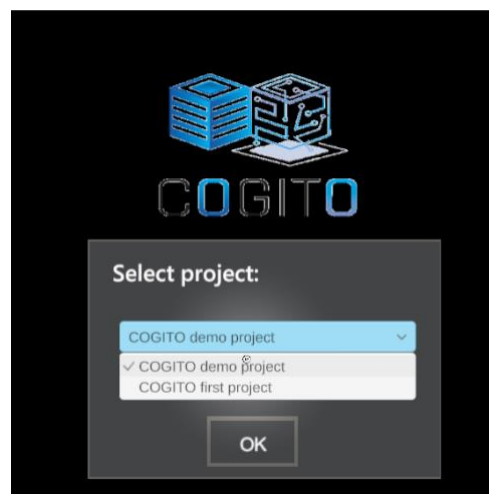 COGITO
Select project:
COGITO demo project
COGITO demo project
COGITO first project
OK